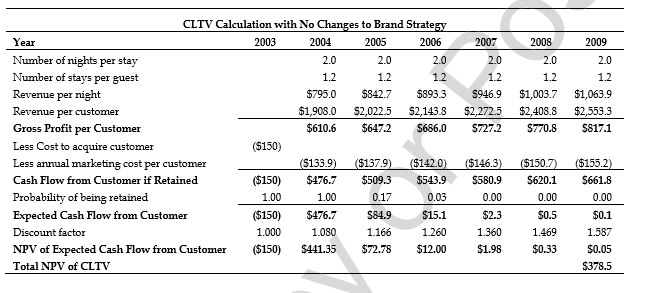 CLTV Calculation with No Changes to Brand Strategy
Year 2003 2004 2005 2006 2007 2008 2009
Number of nights per stay 2.0 2.0 2.0 2.0 2.0 2.0
Number of stays per guest 1.2 1.2 1.2 1.2 1.2 1.2
Revenue per night $795.0 $842.7 $893.3 $946.9 $1,003.7 $1,063.9
Revenue per customer $1,908.0 $2,022.5 $2,143.8 $2,272.5 $2,408.8 $2,553.3
Gross Profit per Customer $610.6 $647.2 $686.0 $727.2 $770.8 $817.1
Less Cost to acquire customer ($150)
Less annual marketing cost per customer ($133.9) ($137.9) ($142.0) ($146.3) ($150.7) ($155.2)
Cash Flow from Customer if Retained ($150) $476.7 $509.3 $543.9 $580.9 $620.1 $661.8
Probability of being retained 1.00 1.00 0.17 0.03 0.00 0.00 0.00
Expected Cash Flow from Customer ($150) $476.7 $84.9 $15.1 $2.3 $0.5 $0.1
Discount factor 1.000 1.080 1.166 1.260 1.360 1.469 1.587
NPV of Expected Cash Flow from Customer ($150) $441.35 $72.78 $12.00 $1.98 $0.33 $0.05
Total NPV of CLTV $378.5